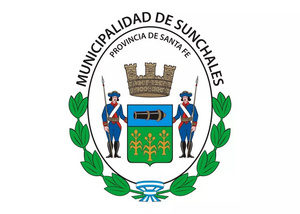 MUNICIPALIDAD DE SUNCHALES
PROVINCIA DE SANTA FE